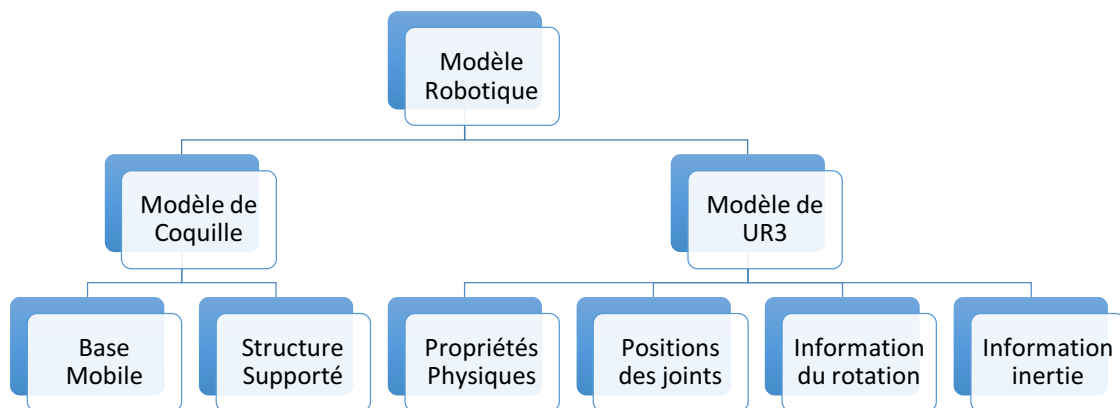 Modèle
Robotique
Modèle de
Coquille
Modèle de
UR3
Base
Mobile
Structure
Supporté
Propriétés
Physiques
Positions
des joints
Information
du rotation
Information
inertie